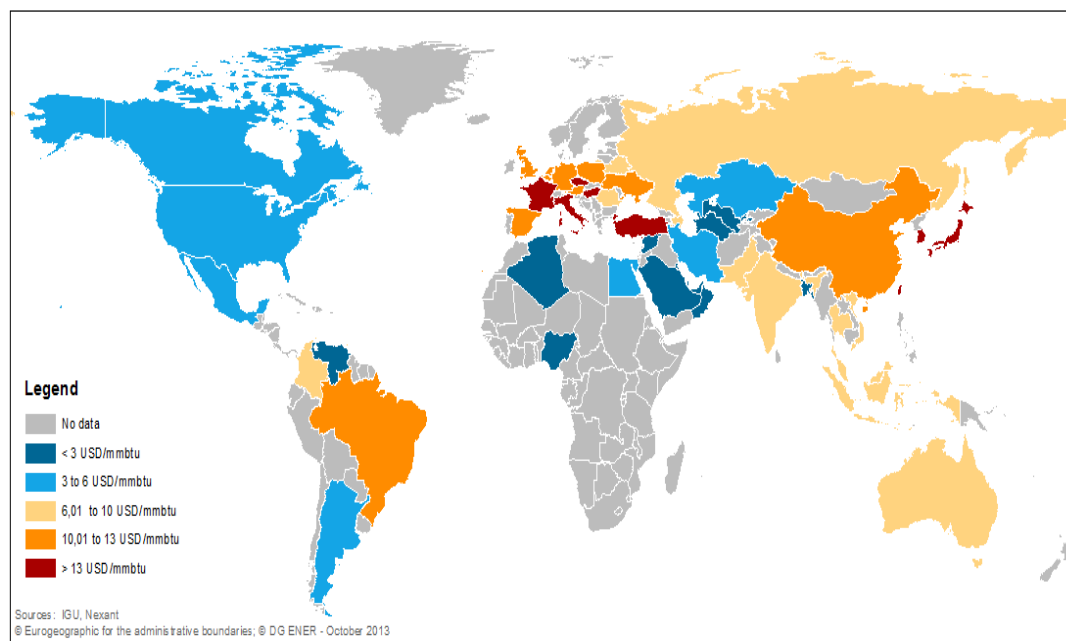 Legend
No data
< 3 USD/mmbtu
3 to 6 USD/mmbtu
6,01 to 10 USD/mmbtu
10,01 to 13 USD/mmbtu
> 13 USD/mmbtu
Sources: IGU, Nexant
© Eurogeographic for the administrative boundaries; © DG ENER - October 2013